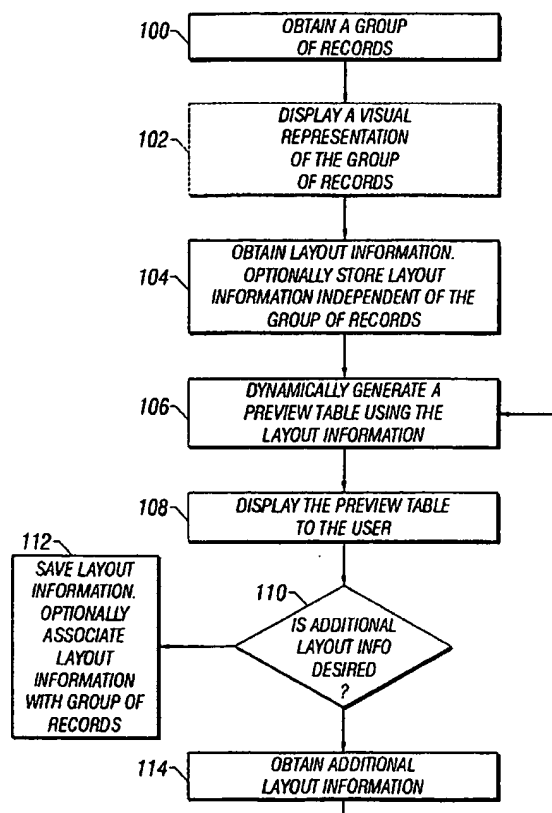 100
OBTAIN A GROUP
OF RECORDS
102
DISPLAY A VISUAL
REPRESENTATION
OF THE GROUP
OF RECORDS
104
OBTAIN LAYOUT INFORMATION.
OPTIONALLY STORE LAYOUT
INFORMATION INDEPENDENT OF THE
GROUP OF RECORDS
106
DYNAMICALLY GENERATE A
PREVIEW TABLE USING THE
LAYOUT INFORMATION
108
DISPLAY THE PREVIEW TABLE
TO THE USER
110
IS ADDITIONAL
LAYOUT INFO
DESIRED
?
112
SAVE LAYOUT
INFORMATION.
OPTIONALLY
ASSOCIATE
LAYOUT
INFORMATION
WITH GROUP OF
RECORDS
114
OBTAIN ADDITIONAL
LAYOUT INFORMATION